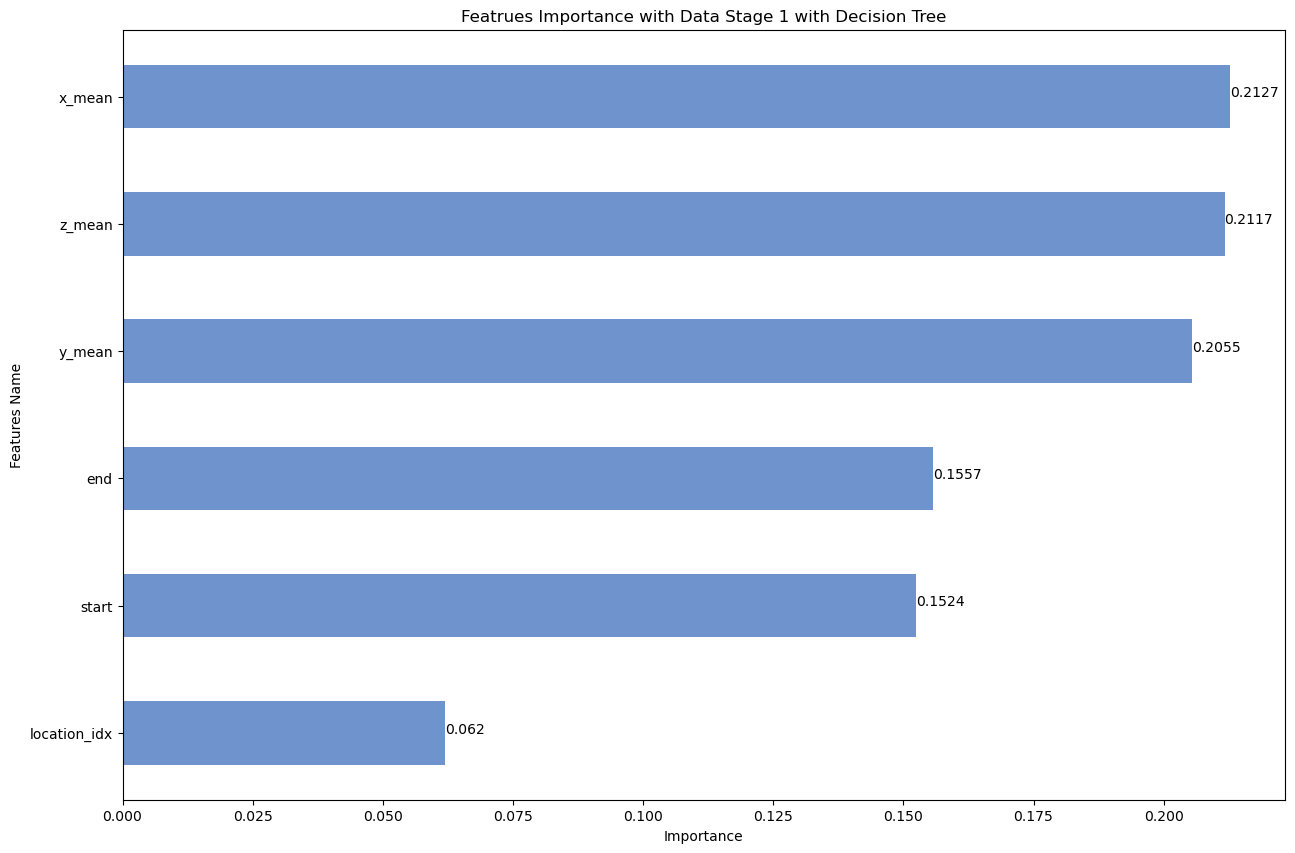 Featrues Importance with Data Stage 1 with Decision Tree
x_mean
0.2127
z_mean
0.2117
y_mean
0.2055
end
0.1557
start
0.1524
location_idx
0.062
Features Name
0.000 0.025 0.050 0.075 0.100 0.125 0.150 0.175 0.200
Importance